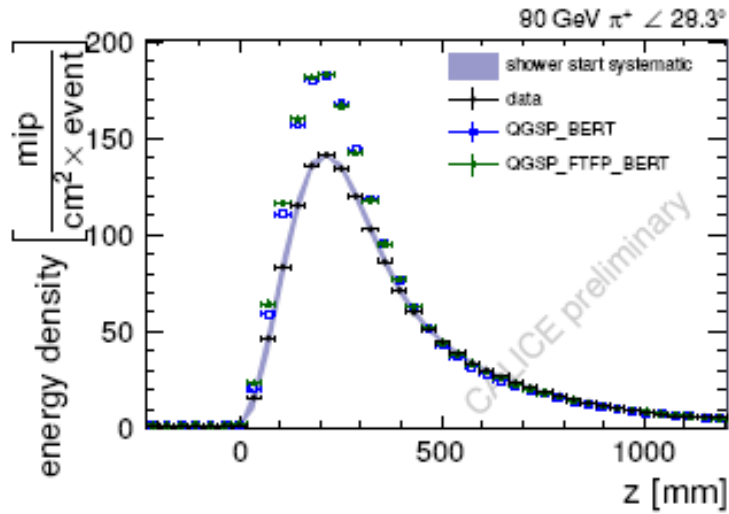 80 GeV π⁺ ∠ 28.3°
shower start systematic
data
QGSP_BERT
QGSP_FTFP_BERT
200
150
100
50
0
energy density [mip / cm² × event]
0 500 1000
z [mm]
CALICE preliminary